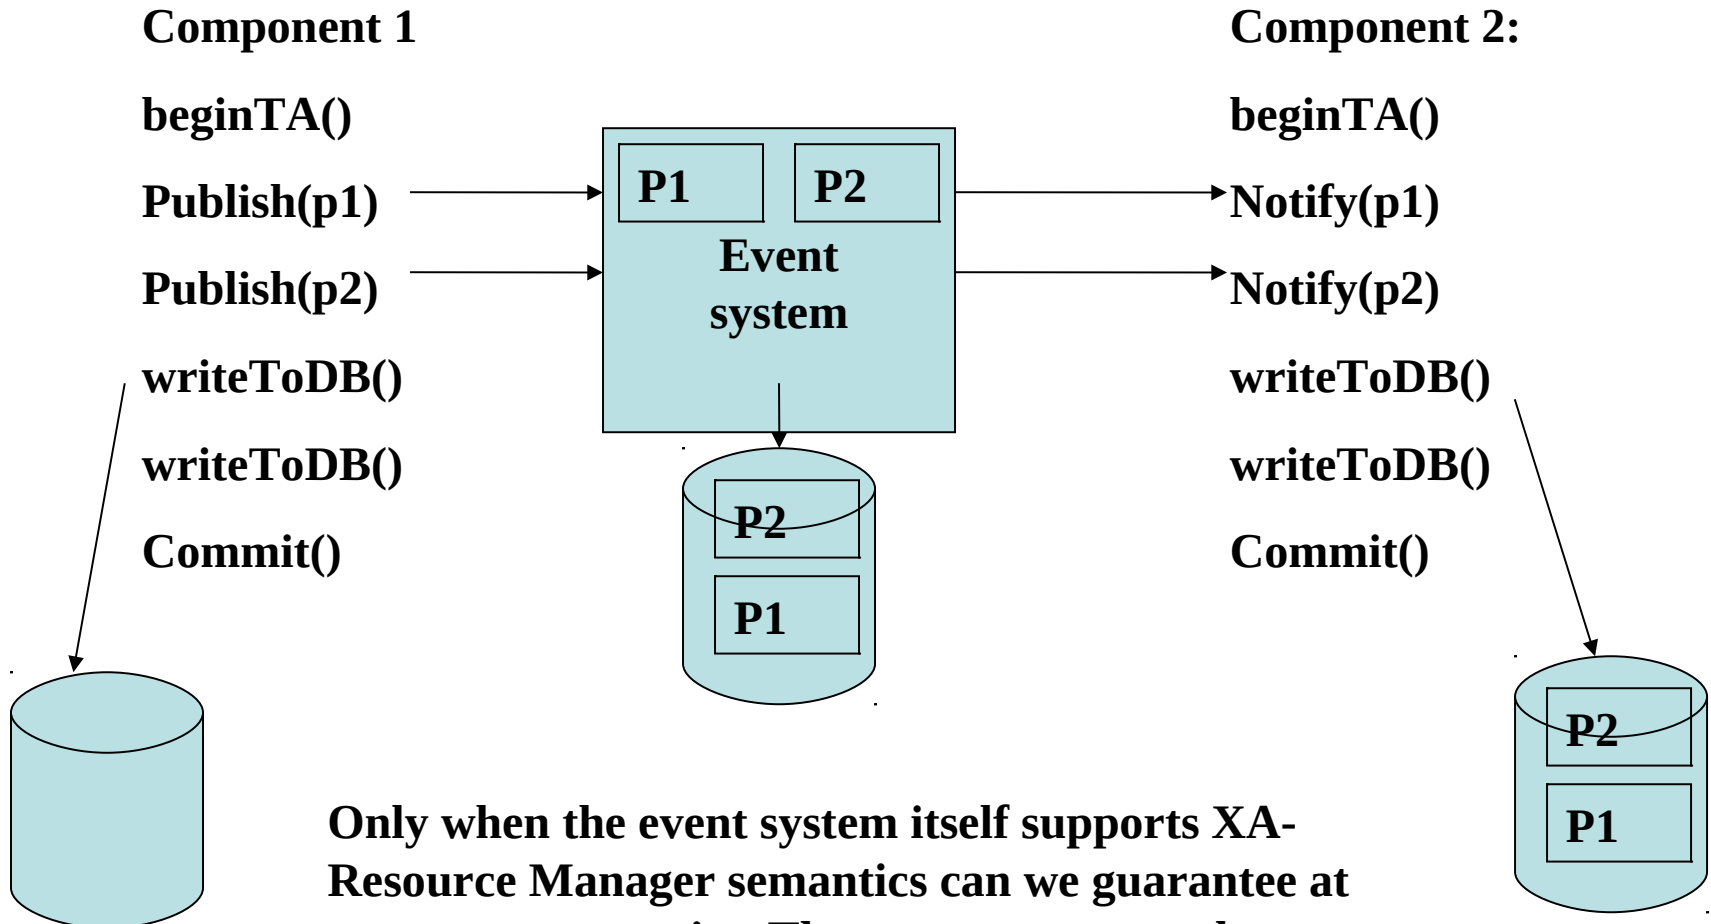 Component 1
beginTA()
Publish(p1)
Publish(p2)
writeToDB()
writeToDB()
Commit()
P1 P2
Event
system
P2
P1
Component 2:
beginTA()
Notify(p1)
Notify(p2)
writeToDB()
writeToDB()
Commit()
P2
P1
Only when the event system itself supports XA-
Resource Manager semantics can we guarantee at